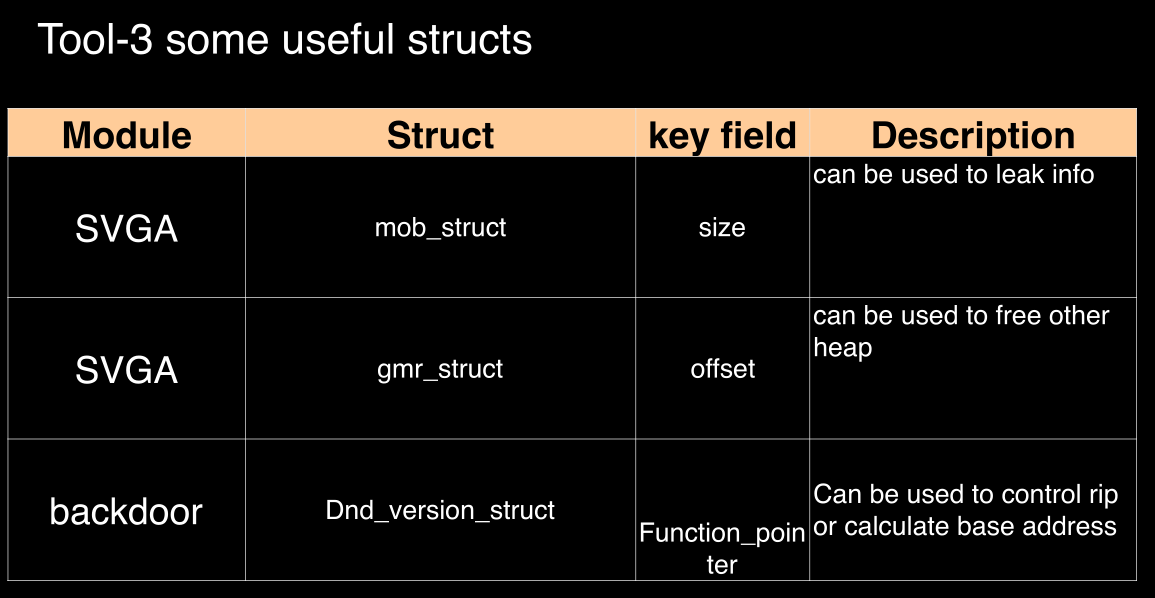 Tool-3 some useful structs
Module Struct key field Description
SVGA mob_struct size can be used to leak info
SVGA gmr_struct offset can be used to free other
heap
backdoor Dnd_version_struct Function_poin Can be used to control rip
ter or calculate base address